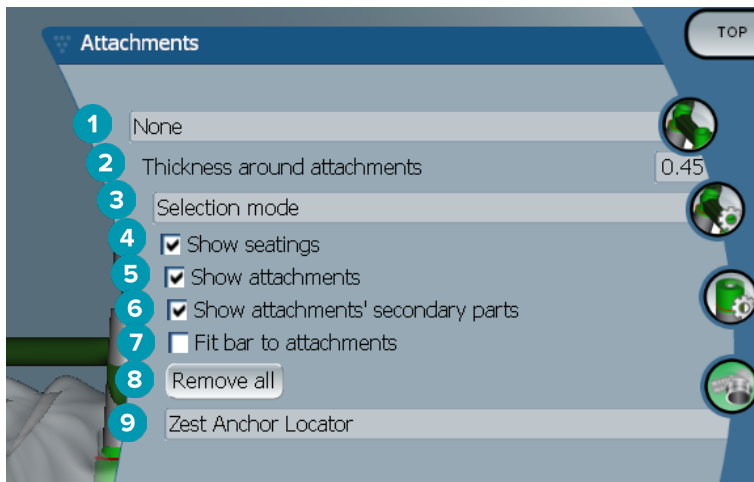 Attachments
TOP
1 None
2 Thickness around attachments 0.45
3 Selection mode
4 Show seatings
5 Show attachments
6 Show attachments' secondary parts
7 Fit bar to attachments
8 Remove all
9 Zest Anchor Locator